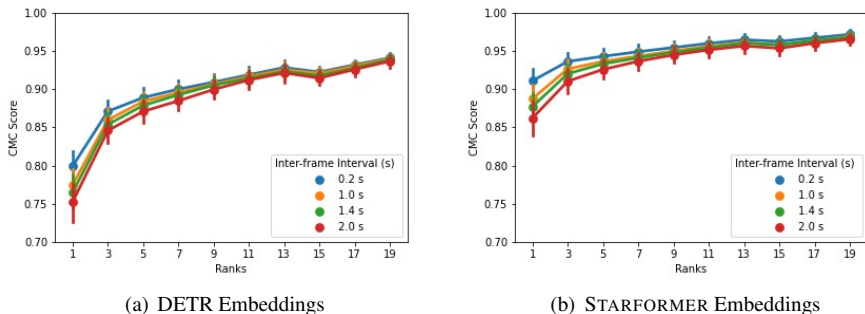 1.00
0.95
0.90
0.85
0.80
0.75
0.70
CMC Score
1 3 5 7 9 11 13 15 17 19
Ranks
Inter-frame Interval (s)
0.2 s
1.0 s
1.4 s
2.0 s
(a) DETR Embeddings
1.00
0.95
0.90
0.85
0.80
0.75
0.70
CMC Score
1 3 5 7 9 11 13 15 17 19
Ranks
Inter-frame Interval (s)
0.2 s
1.0 s
1.4 s
2.0 s
(b) STARFORMER Embeddings